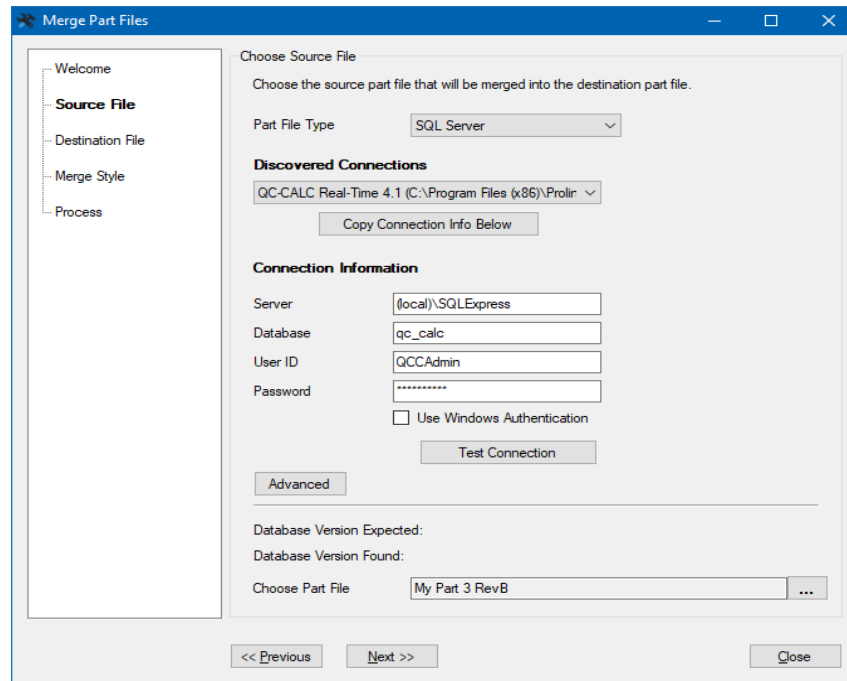 Merge Part Files
Welcome
Source File
Destination File
Merge Style
Process
Choose Source File
Choose the source part file that will be merged into the destination part file.
Part File Type SQL Server
Discovered Connections
QC-CALC Real-Time 4.1 (C:\Program Files (x86)\Prolin
Copy Connection Info Below
Connection Information
Server (local)\SQLExpress
Database qc_calc
User ID QCCAdmin
Password **********
Use Windows Authentication
Test Connection
Advanced
Database Version Expected:
Database Version Found:
Choose Part File My Part 3 RevB ...
<< Previous Next >> Close